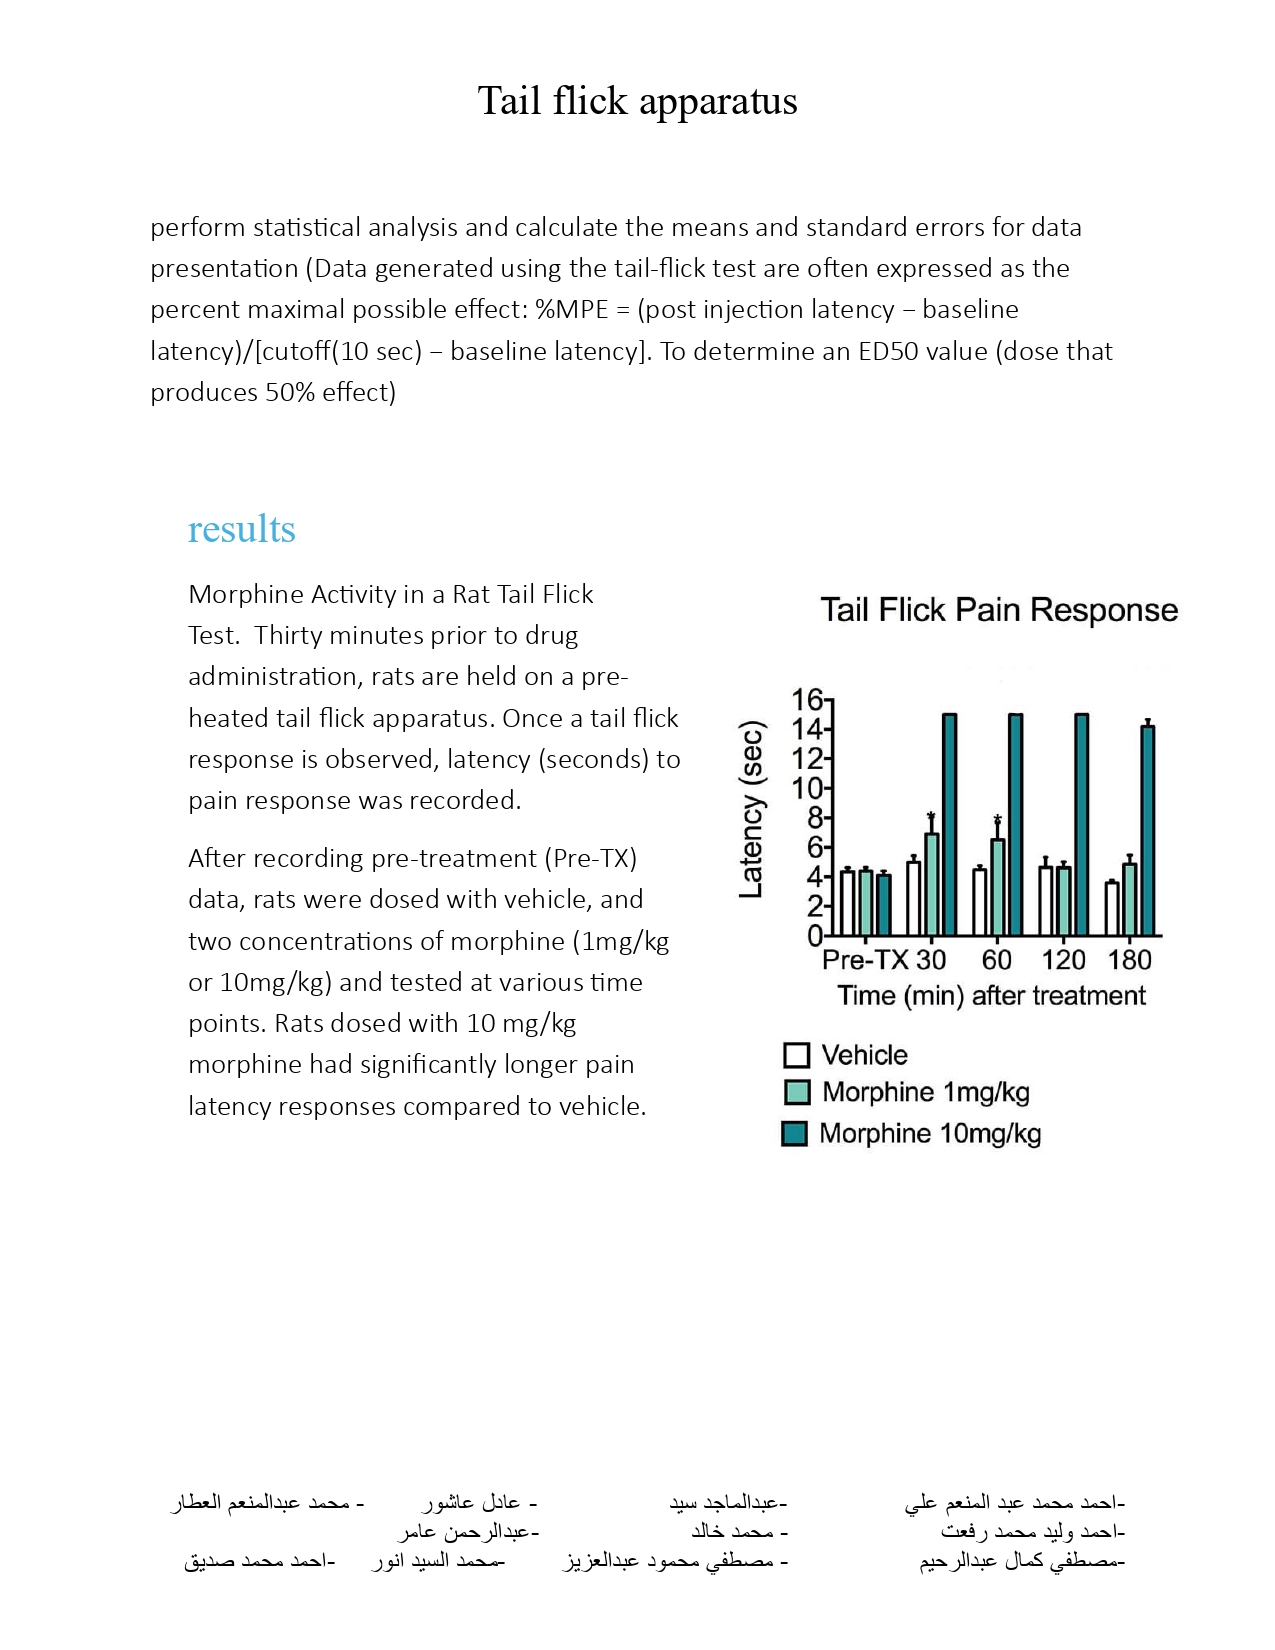 Tail flick apparatus
perform statistical analysis and calculate the means and standard errors for data
presentation (Data generated using the tail-flick test are often expressed as the
percent maximal possible effect: %MPE = (post injection latency − baseline
latency)/[cutoff(10 sec) − baseline latency]. To determine an ED50 value (dose that
produces 50% effect)
results
Morphine Activity in a Rat Tail Flick
Test.  Thirty minutes prior to drug
administration, rats are held on a pre-
heated tail flick apparatus. Once a tail flick
response is observed, latency (seconds) to
pain response was recorded.
After recording pre-treatment (Pre-TX)
data, rats were dosed with vehicle, and
two concentrations of morphine (1mg/kg
or 10mg/kg) and tested at various time
points. Rats dosed with 10 mg/kg
morphine had significantly longer pain
latency responses compared to vehicle.
Tail Flick Pain Response
Latency (sec)
16
14
12
10
8
6
4
2
0
* *
Pre-TX 30 60 120 180
Time (min) after treatment
Vehicle
Morphine 1mg/kg
Morphine 10mg/kg
-احمد محمد عبد المنعم علي -عبدالماجد سيد - عادل عاشور - محمد عبدالمنعم العطار
-احمد وليد محمد رفعت - محمد خالد -عبدالرحمن عامر
-مصطفي كمال عبدالرحيم - مصطفي محمود عبدالعزيز -محمد السيد انور -احمد محمد صديق